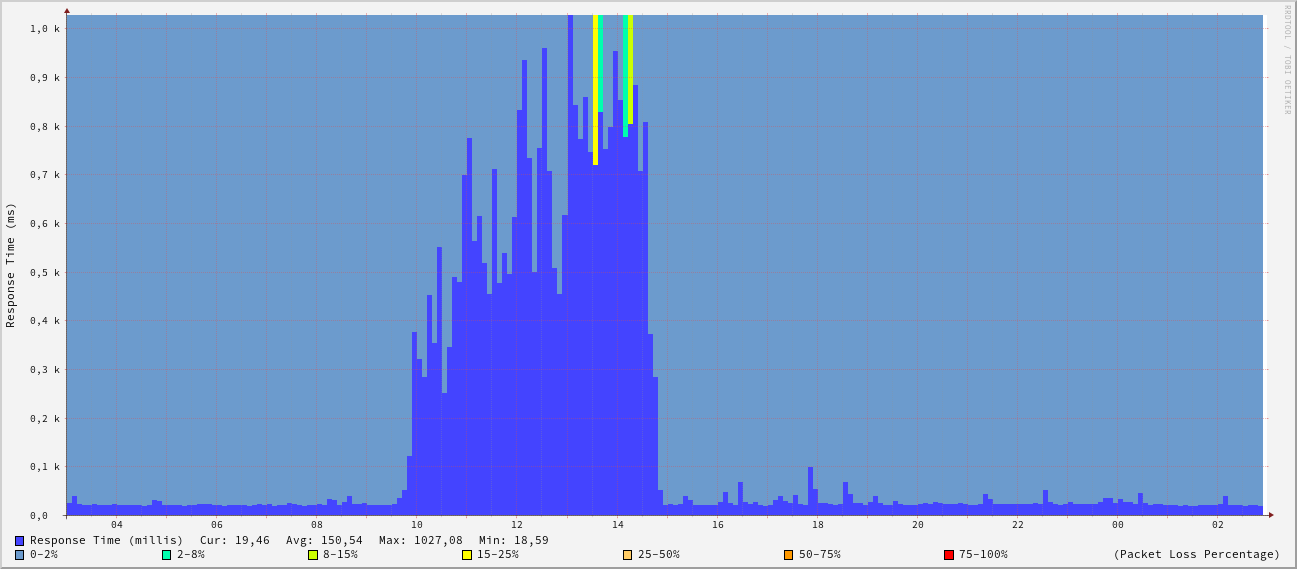 RRDTOOL / TOBI OETIKER
Response Time (ms)
1,0 k
0,9 k
0,8 k
0,7 k
0,6 k
0,5 k
0,4 k
0,3 k
0,2 k
0,1 k
0,0
04 06 08 10 12 14 16 18 20 22 00 02
Response Time (millis) Cur: 19,46 Avg: 150,54 Max: 1027,08 Min: 18,59
0-2% 2-8% 8-15% 15-25% 25-50% 50-75% 75-100% (Packet Loss Percentage)